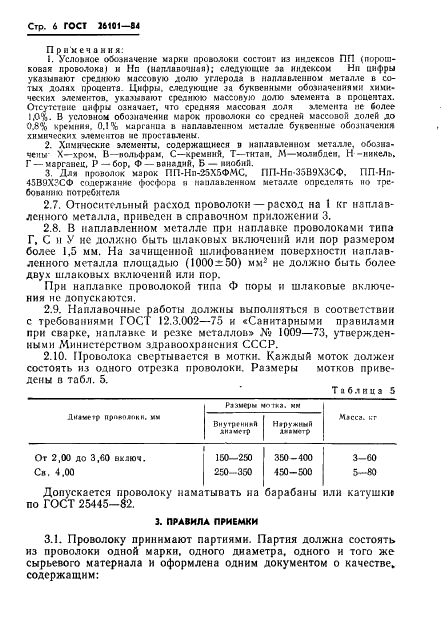 Стр. 6 ГОСТ 26101—84
Примечания:
1. Условное обозначение марки проволоки состоит из индексов ПП (порош-
ковая проволока) и Нп (наплавочная); следующие за индексом Нп цифры
указывают среднюю массовую долю углерода в наплавленном металле в со-
тых долях процента. Цифры, следующие за буквенными обозначениями хими-
ческих элементов, указывают среднюю массовую долю элемента в процентах.
Отсутствие цифры означает, что средняя массовая доля элемента не более
1,0%. В условном обозначении марок проволоки со средней массовой долей до
0,8% кремния, 0,1% марганца в наплавленном металле буквенные обозначения
химических элементов не проставлены.
2. Химические элементы, содержащиеся в наплавленном металле, обозна-
чены: Х—хром, В—вольфрам, С—кремний, Т—титан, М—молибден, Н—никель,
Г—марганец, Р—бор, Ф—ванадий, Б—ниобий.
3. Для проволок марок ПП-Нп-25Х5ФМС, ПП-Нп-35В9Х3СФ, ПП-Нп-
45В9Х3СФ содержание фосфора в наплавленном металле определять по тре-
бованию потребителя
2.7. Относительный расход проволоки — расход на 1 кг наплав-
ленного металла, приведен в справочном приложении 3.
2.8. В наплавленном металле при наплавке проволоками типа
Г, С и У не должно быть шлаковых включений или пор размером
более 1,5 мм. На зачищенной шлифованием поверхности наплав-
ленного металла площадью (1000±50) мм² не должно быть более
двух шлаковых включений или пор.
При наплавке проволокой типа Ф поры и шлаковые включе-
ния не допускаются.
2.9. Наплавочные работы должны выполняться в соответствии
с требованиями ГОСТ 12.3.002—75 и «Санитарными правилами
при сварке, наплавке и резке металлов» № 1009—73, утвержден-
ными Министерством здравоохранения СССР.
2.10. Проволока свертывается в мотки. Каждый моток должен
состоять из одного отрезка проволоки. Размеры мотков приве-
дены в табл. 5.
Таблица 5
Диаметр проволоки, мм
Размеры мотка, мм
Масса, кг
Внутренний диаметр
Наружный диаметр
От 2,00 до 3,60 включ. 150—250 350—400 3—60
Св. 4,00 250—350 450—500 5—80
Допускается проволоку наматывать на барабаны или катушки
по ГОСТ 25445—82.
3. ПРАВИЛА ПРИЕМКИ
3.1. Проволоку принимают партиями. Партия должна состоять
из проволоки одной марки, одного диаметра, одного и того же
сырьевого материала и оформлена одним документом о качестве,
содержащим: